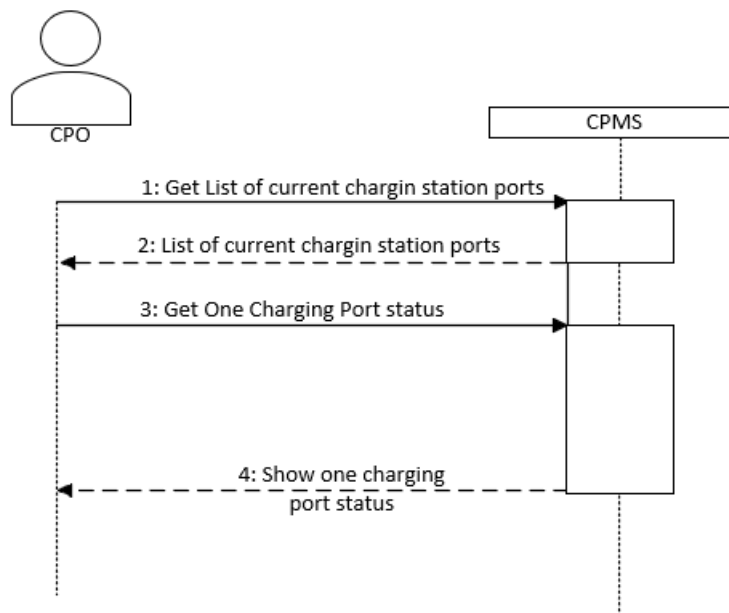 CPO
CPMS
1: Get List of current chargin station ports
2: List of current chargin station ports
3: Get One Charging Port status
4: Show one charging
port status